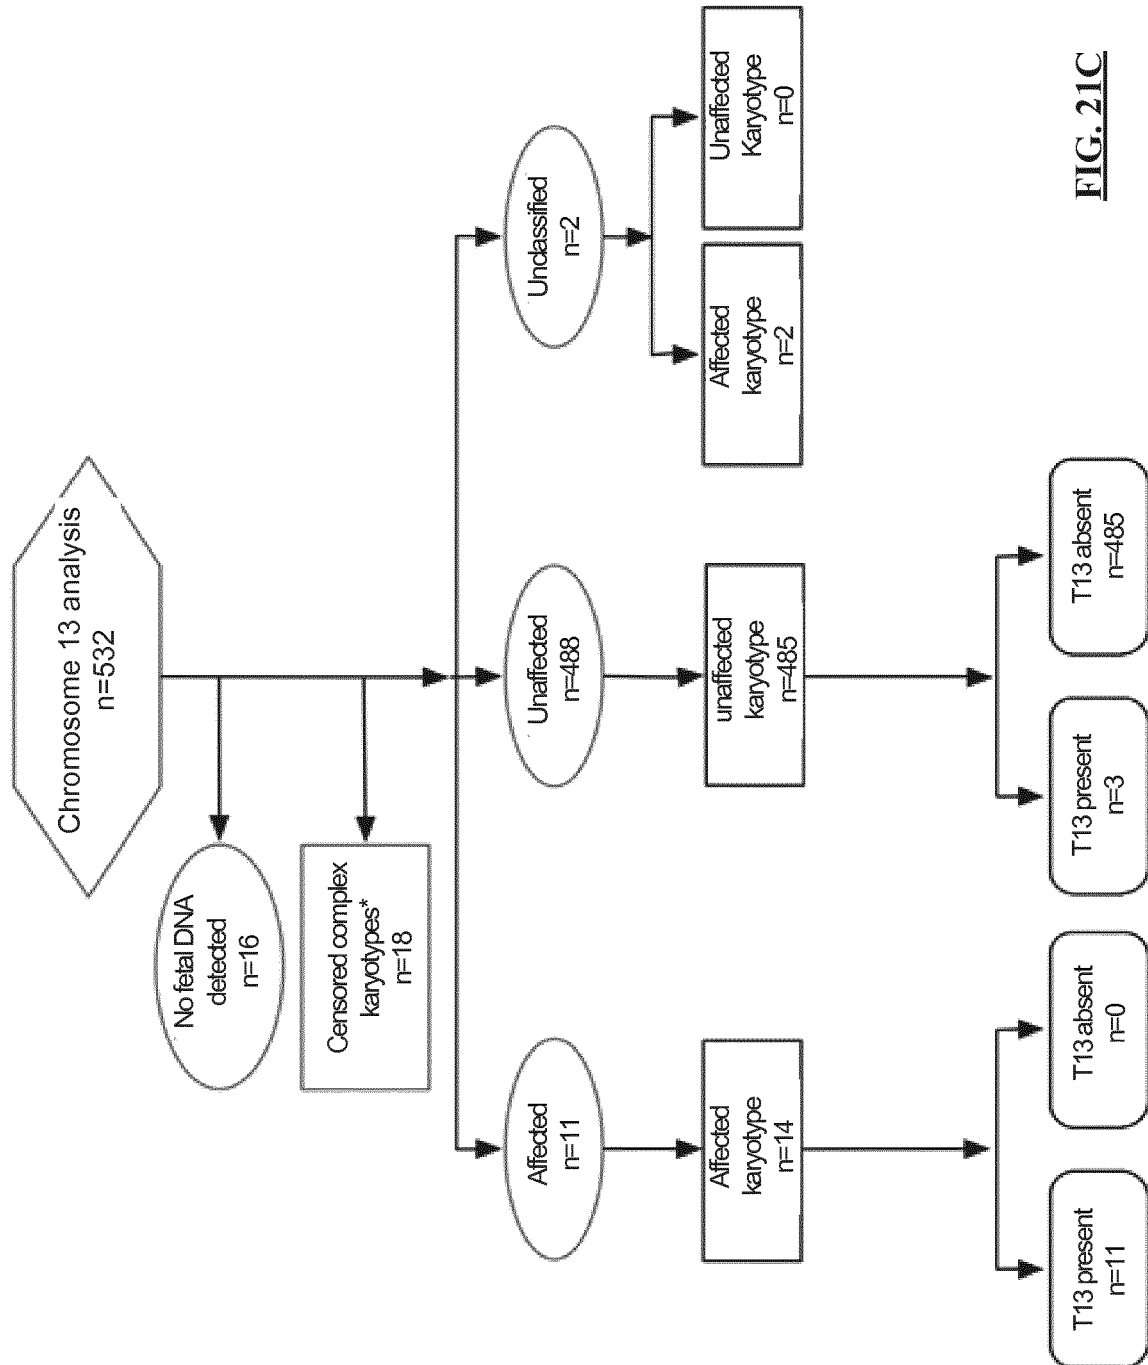 Chromosome 13 analysis
n=532
No fetal DNA
detected
n=16
Censored complex
karyotypes*
n=18
Affected
n=11
Unaffected
n=488
Unclassified
n=2
Affected
karyotype
n=14
unaffected
karyotype
n=485
Affected
karyotype
n=2
Unaffected
Karyotype
n=0
T13 present
n=11
T13 absent
n=0
T13 present
n=3
T13 absent
n=485
FIG. 21C